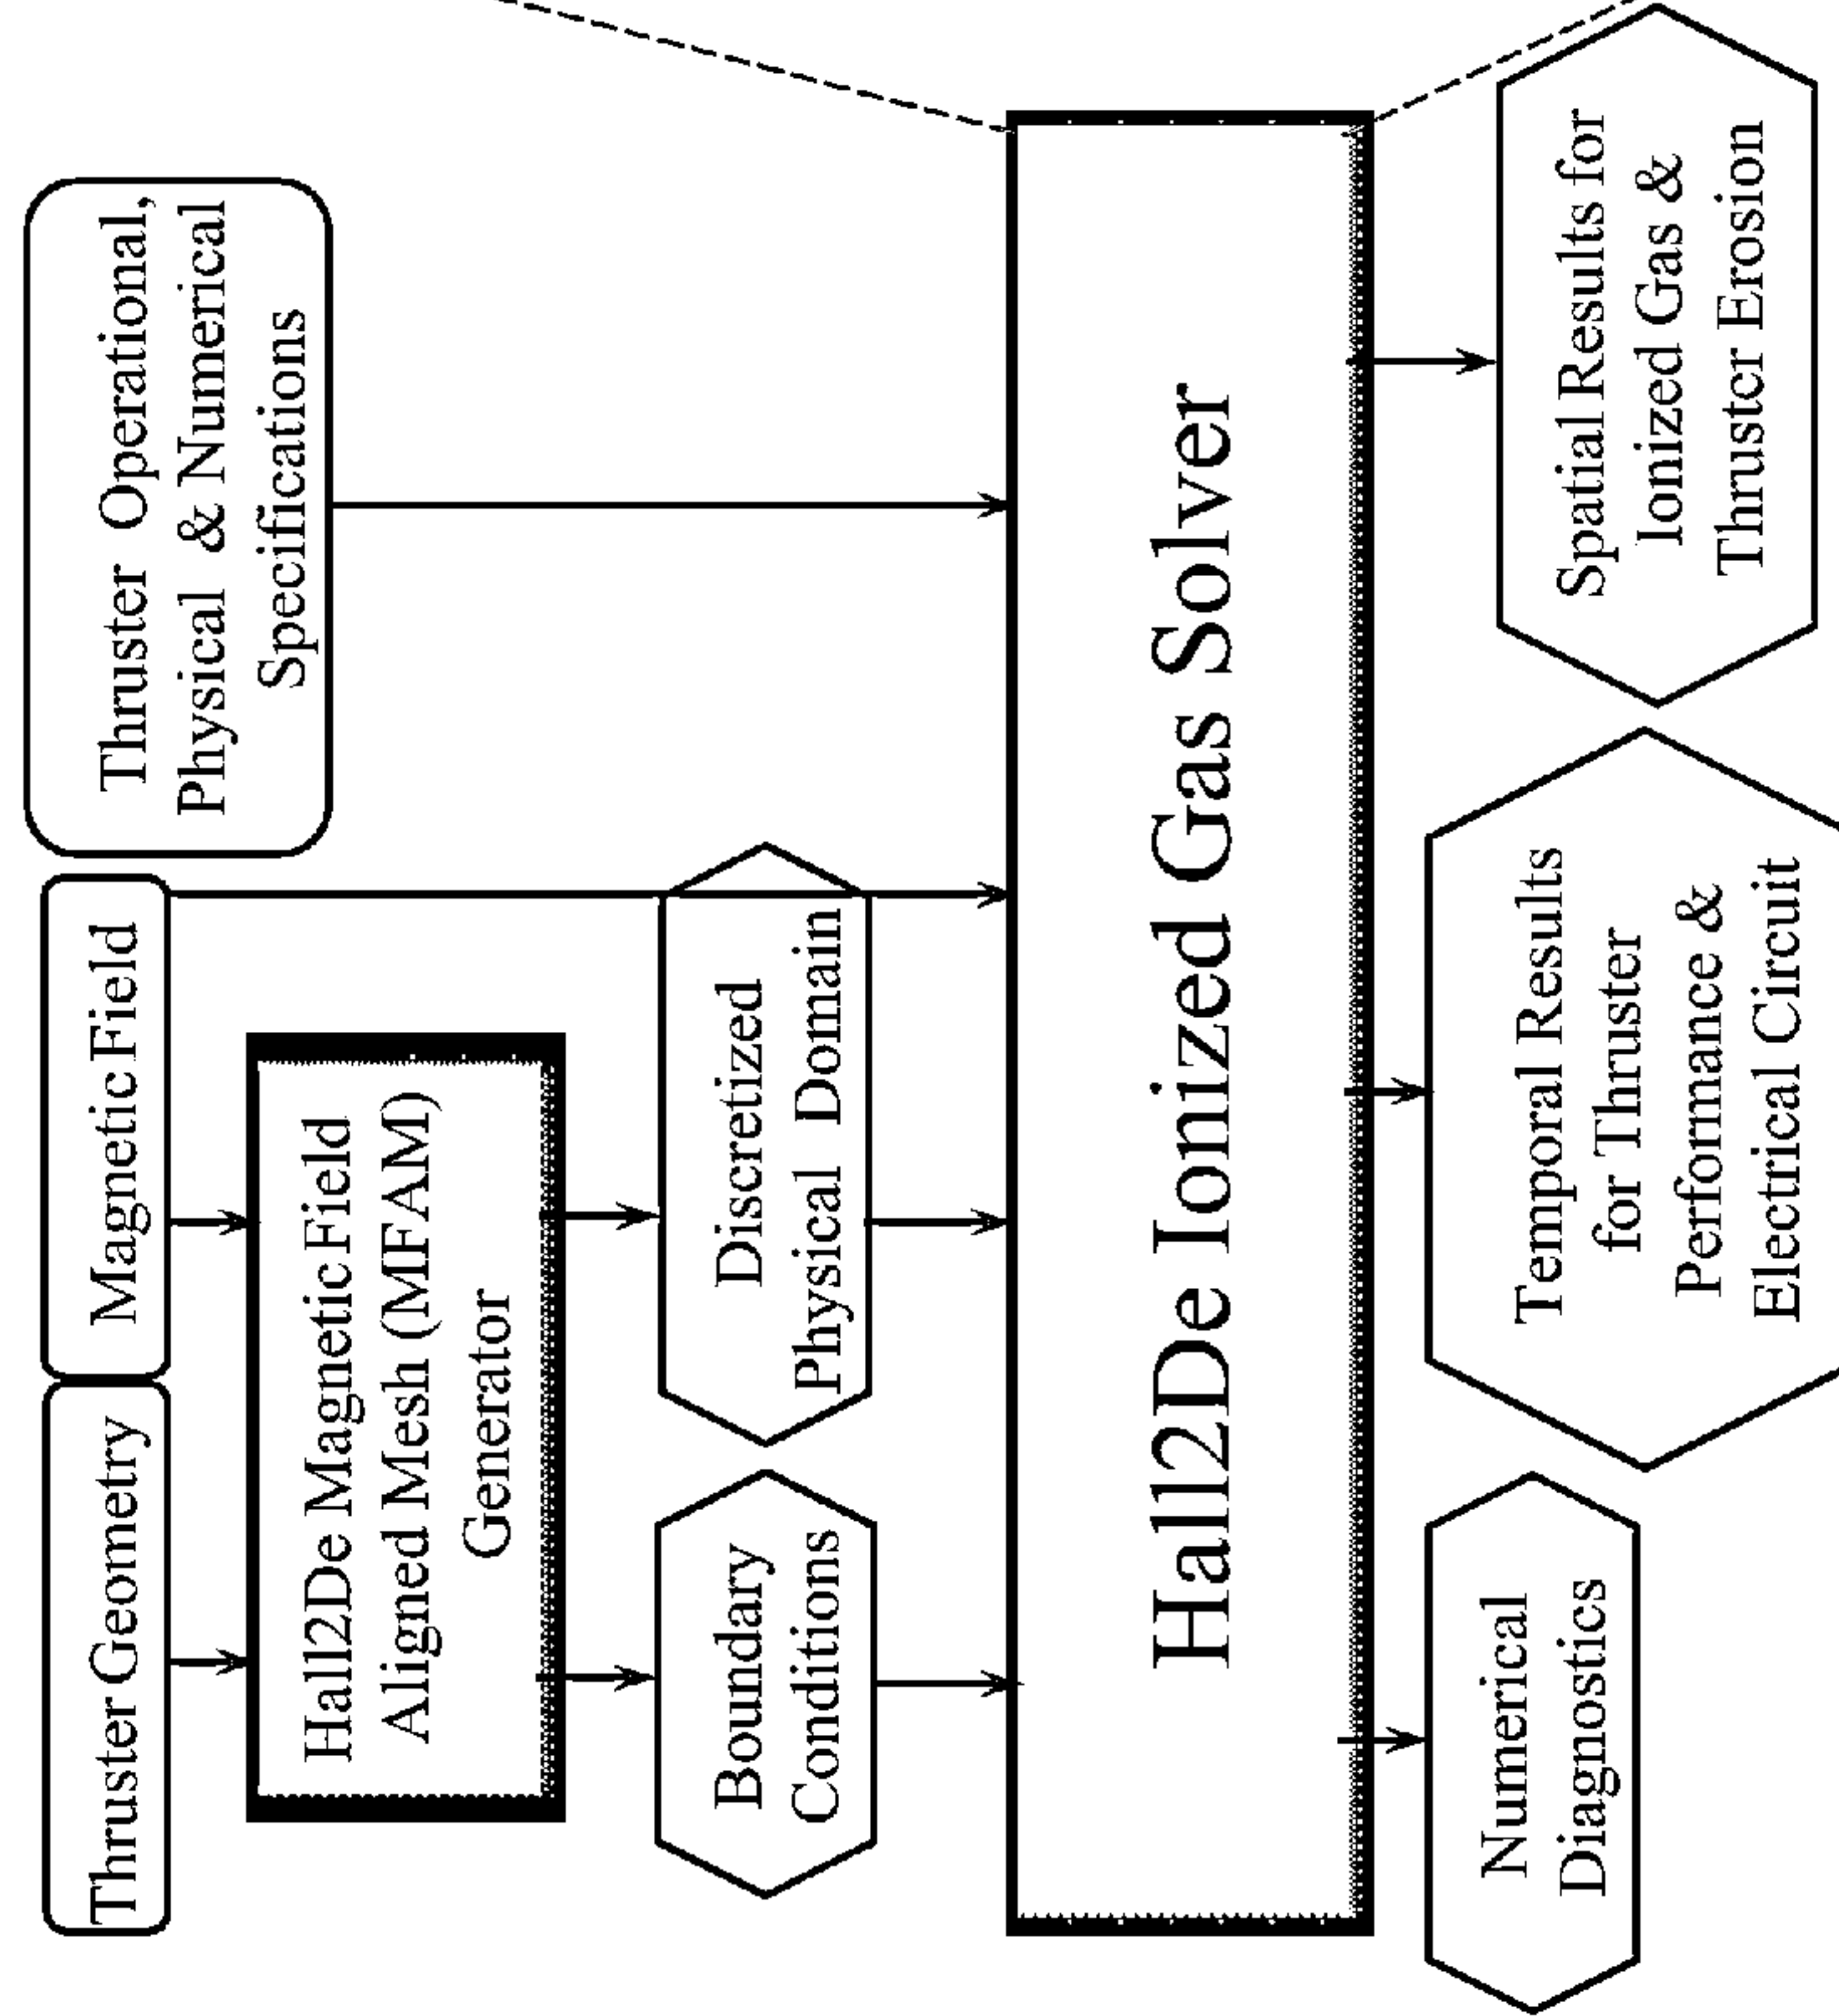 Thruster Geometry
Magnetic Field
Thruster Operational,
Physical & Numerical
Specifications
Hall2De Magnetic Field
Aligned Mesh (MFAM)
Generator
Boundary
Conditions
Discretized
Physical Domain
Hall2De Ionized Gas Solver
Numerical
Diagnostics
Temporal Results
for Thruster
Performance &
Electrical Circuit
Spatial Results for
Ionized Gas &
Thruster Erosion